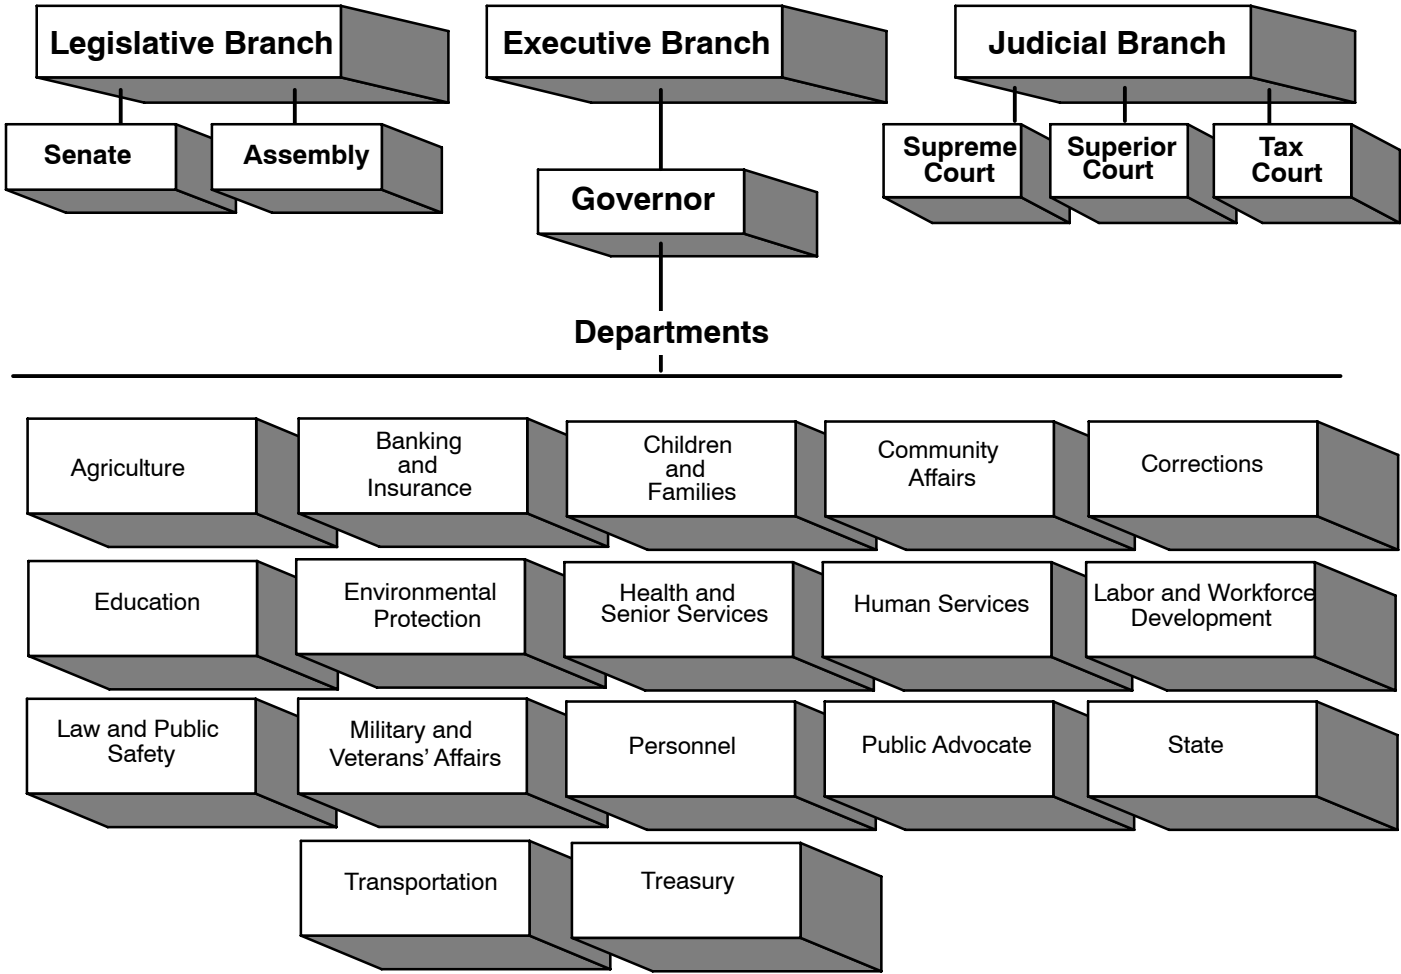 Legislative Branch
Executive Branch
Judicial Branch
Senate
Assembly
Supreme
Court
Superior
Court
Tax
Court
Governor
Departments
Agriculture
Banking
and
Insurance
Children
and
Families
Community
Affairs
Corrections
Education
Environmental
Protection
Health and
Senior Services
Human Services
Labor and Workforce
Development
Law and Public
Safety
Military and
Veterans’ Affairs
Personnel
Public Advocate
State
Transportation
Treasury